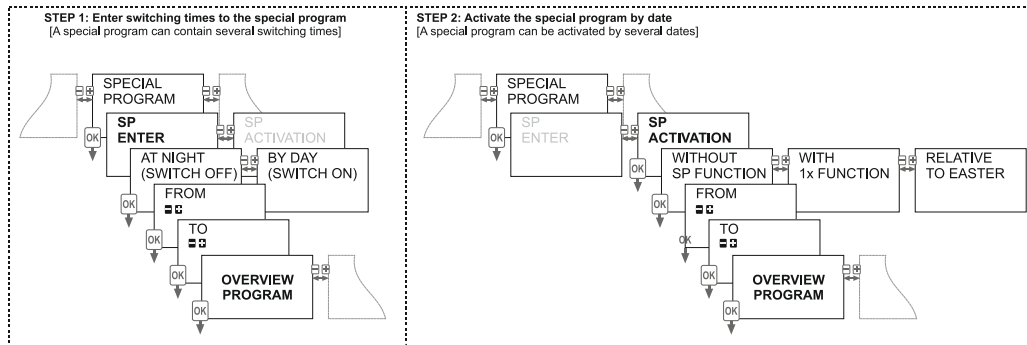 STEP 1: Enter switching times to the special program
[A special program can contain several switching times]
SPECIAL
PROGRAM
SP
ENTER
SP
ACTIVATION
OK
AT NIGHT
(SWITCH OFF)
BY DAY
(SWITCH ON)
OK
FROM
OK
TO
OK
OVERVIEW
PROGRAM
OK
STEP 2: Activate the special program by date
[A special program can be activated by several dates]
SPECIAL
PROGRAM
SP
ENTER
SP
ACTIVATION
OK
WITHOUT
SP FUNCTION
WITH
1x FUNCTION
RELATIVE
TO EASTER
OK
FROM
OK
TO
OK
OVERVIEW
PROGRAM
OK